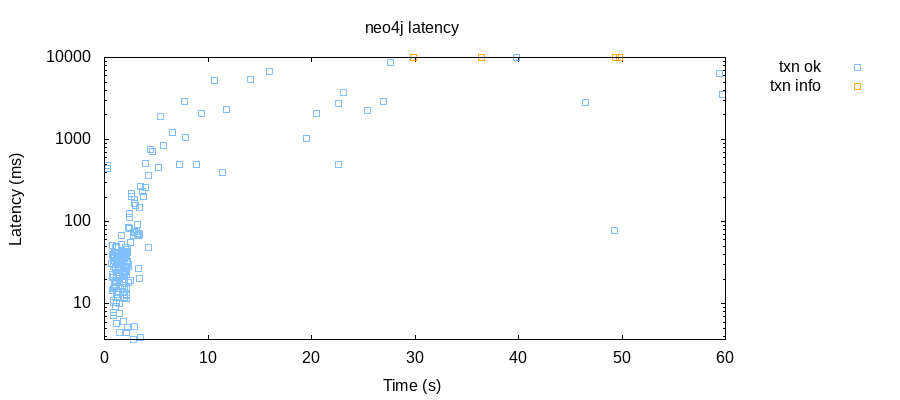 neo4j latency
10000
1000
100
10
0 10 20 30 40 50 60
Latency (ms)
Time (s)
txn ok
txn info